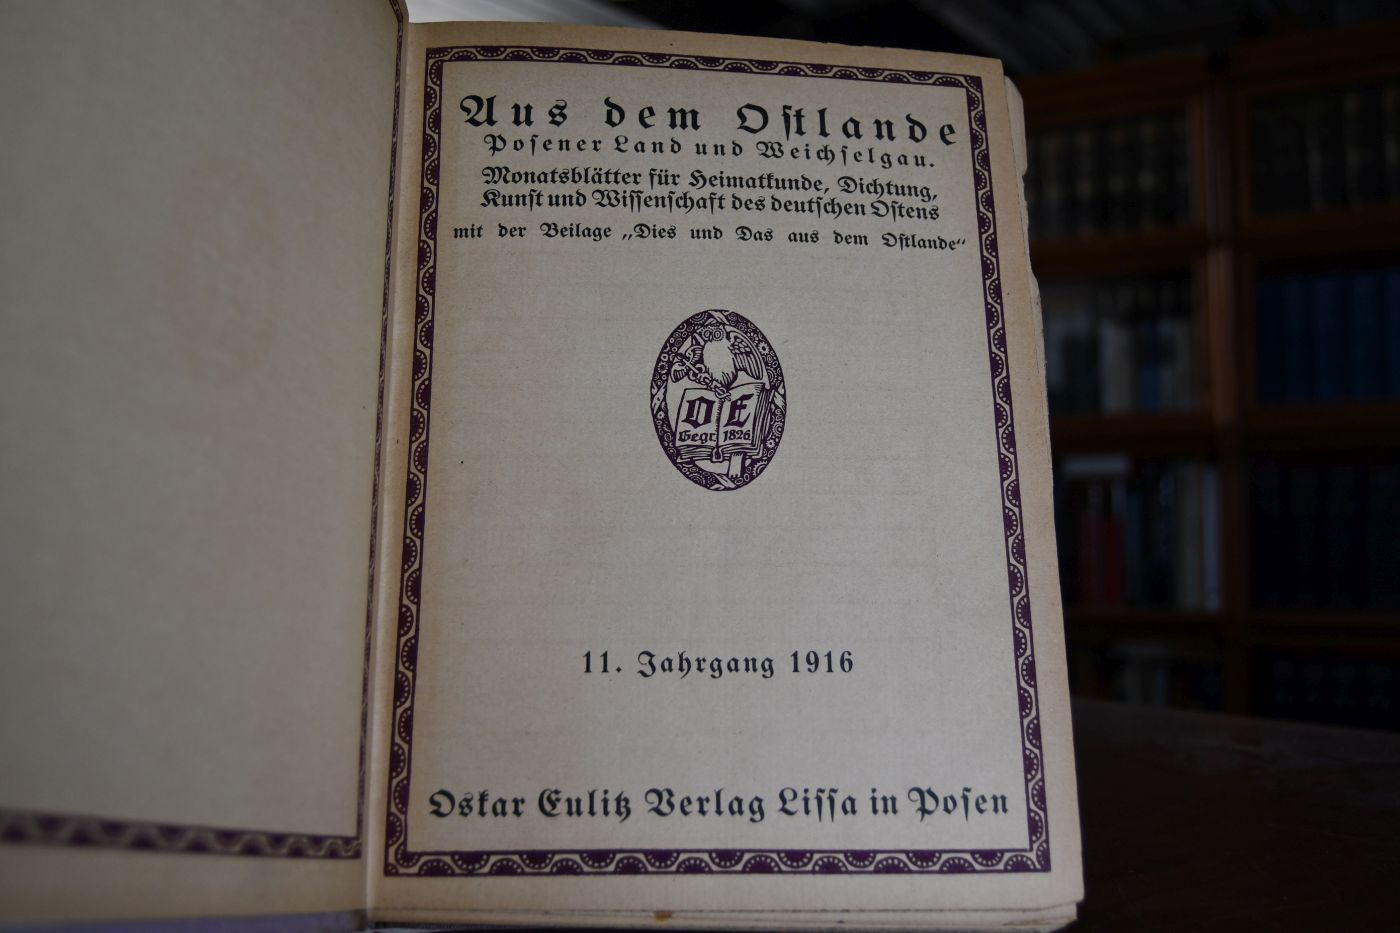 Aus dem Ostlande
Posener Land und Weichselgau.
Monatsblätter für Heimatkunde, Dichtung,
Kunst und Wissenschaft des deutschen Ostens
mit der Beilage „Dies und Das aus dem Ostlande“
O E
Gegr. 1826
11. Jahrgang 1916
Oskar Eulitz Verlag Lissa in Posen